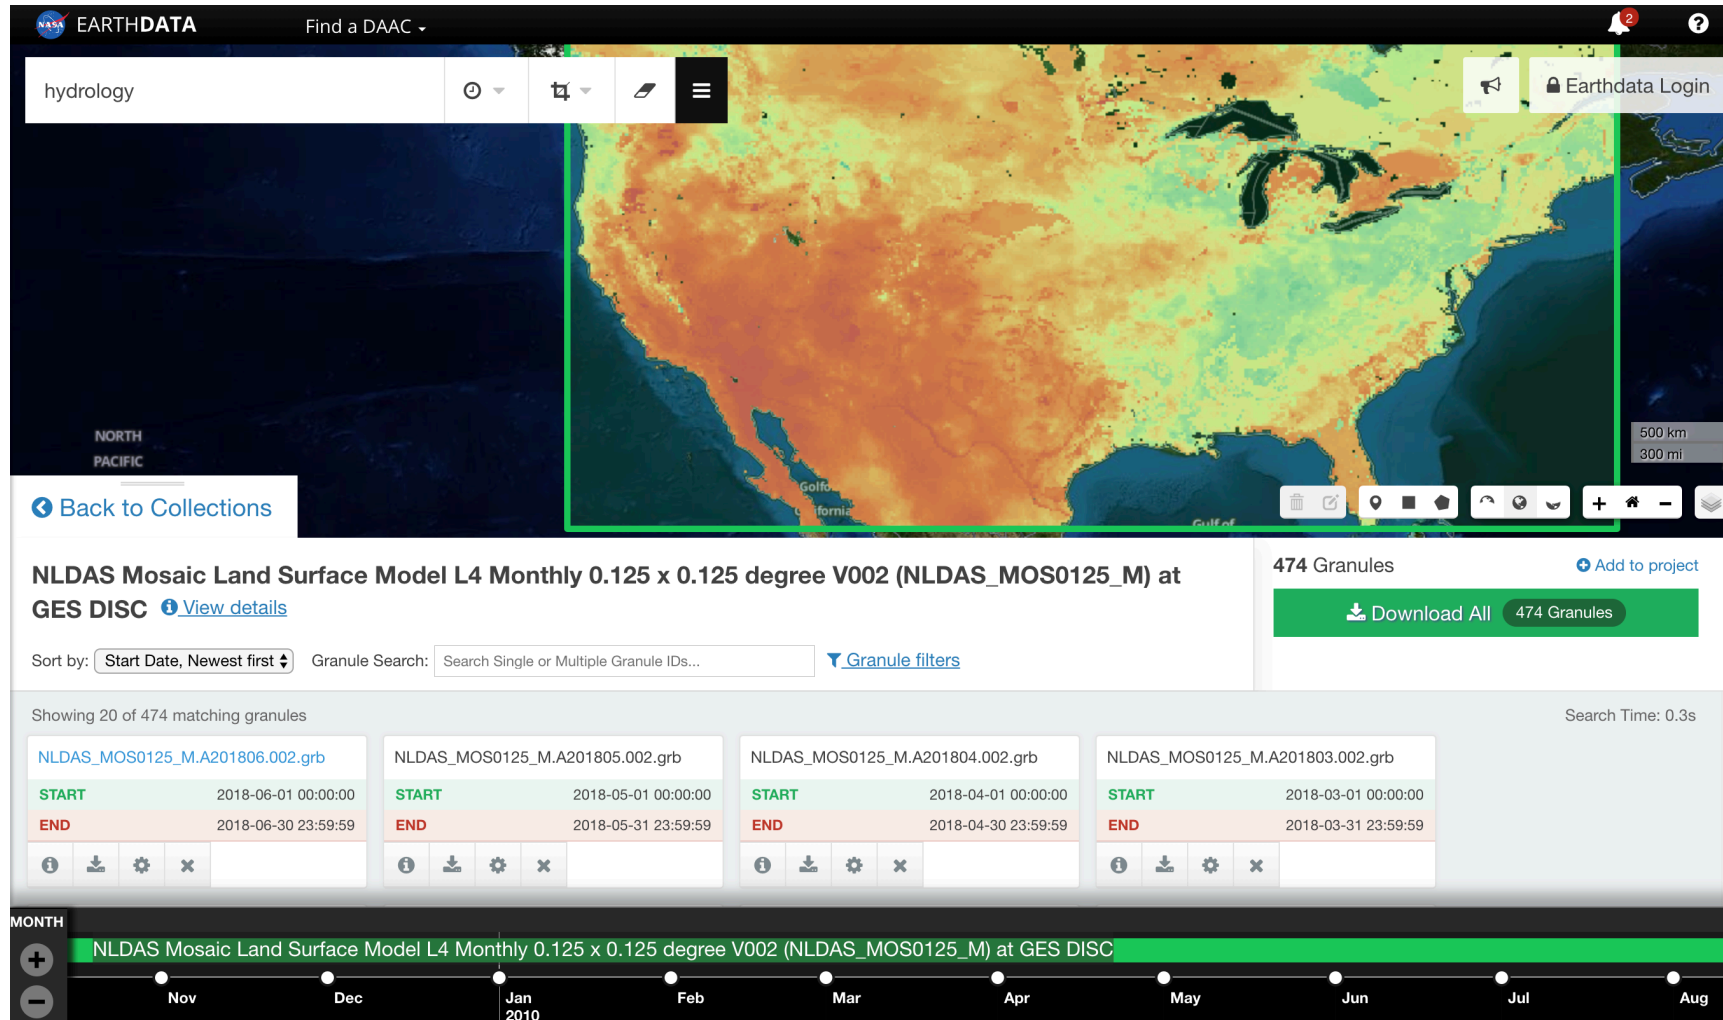 NASA EARTHDATA
Find a DAAC
2
?
hydrology
Earthdata Login
NORTH
PACIFIC
Golfo
California
Gulf of
500 km
300 mi
Back to Collections
NLDAS Mosaic Land Surface Model L4 Monthly 0.125 x 0.125 degree V002 (NLDAS_MOS0125_M) at
GES DISC View details
474 Granules
Add to project
Download All 474 Granules
Sort by: Start Date, Newest first Granule Search: Search Single or Multiple Granule IDs... Granule filters
Showing 20 of 474 matching granules
Search Time: 0.3s
NLDAS_MOS0125_M.A201806.002.grb
START 2018-06-01 00:00:00
END 2018-06-30 23:59:59
NLDAS_MOS0125_M.A201805.002.grb
START 2018-05-01 00:00:00
END 2018-05-31 23:59:59
NLDAS_MOS0125_M.A201804.002.grb
START 2018-04-01 00:00:00
END 2018-04-30 23:59:59
NLDAS_MOS0125_M.A201803.002.grb
START 2018-03-01 00:00:00
END 2018-03-31 23:59:59
MONTH
NLDAS Mosaic Land Surface Model L4 Monthly 0.125 x 0.125 degree V002 (NLDAS_MOS0125_M) at GES DISC
Nov Dec Jan Feb Mar Apr May Jun Jul Aug
2010